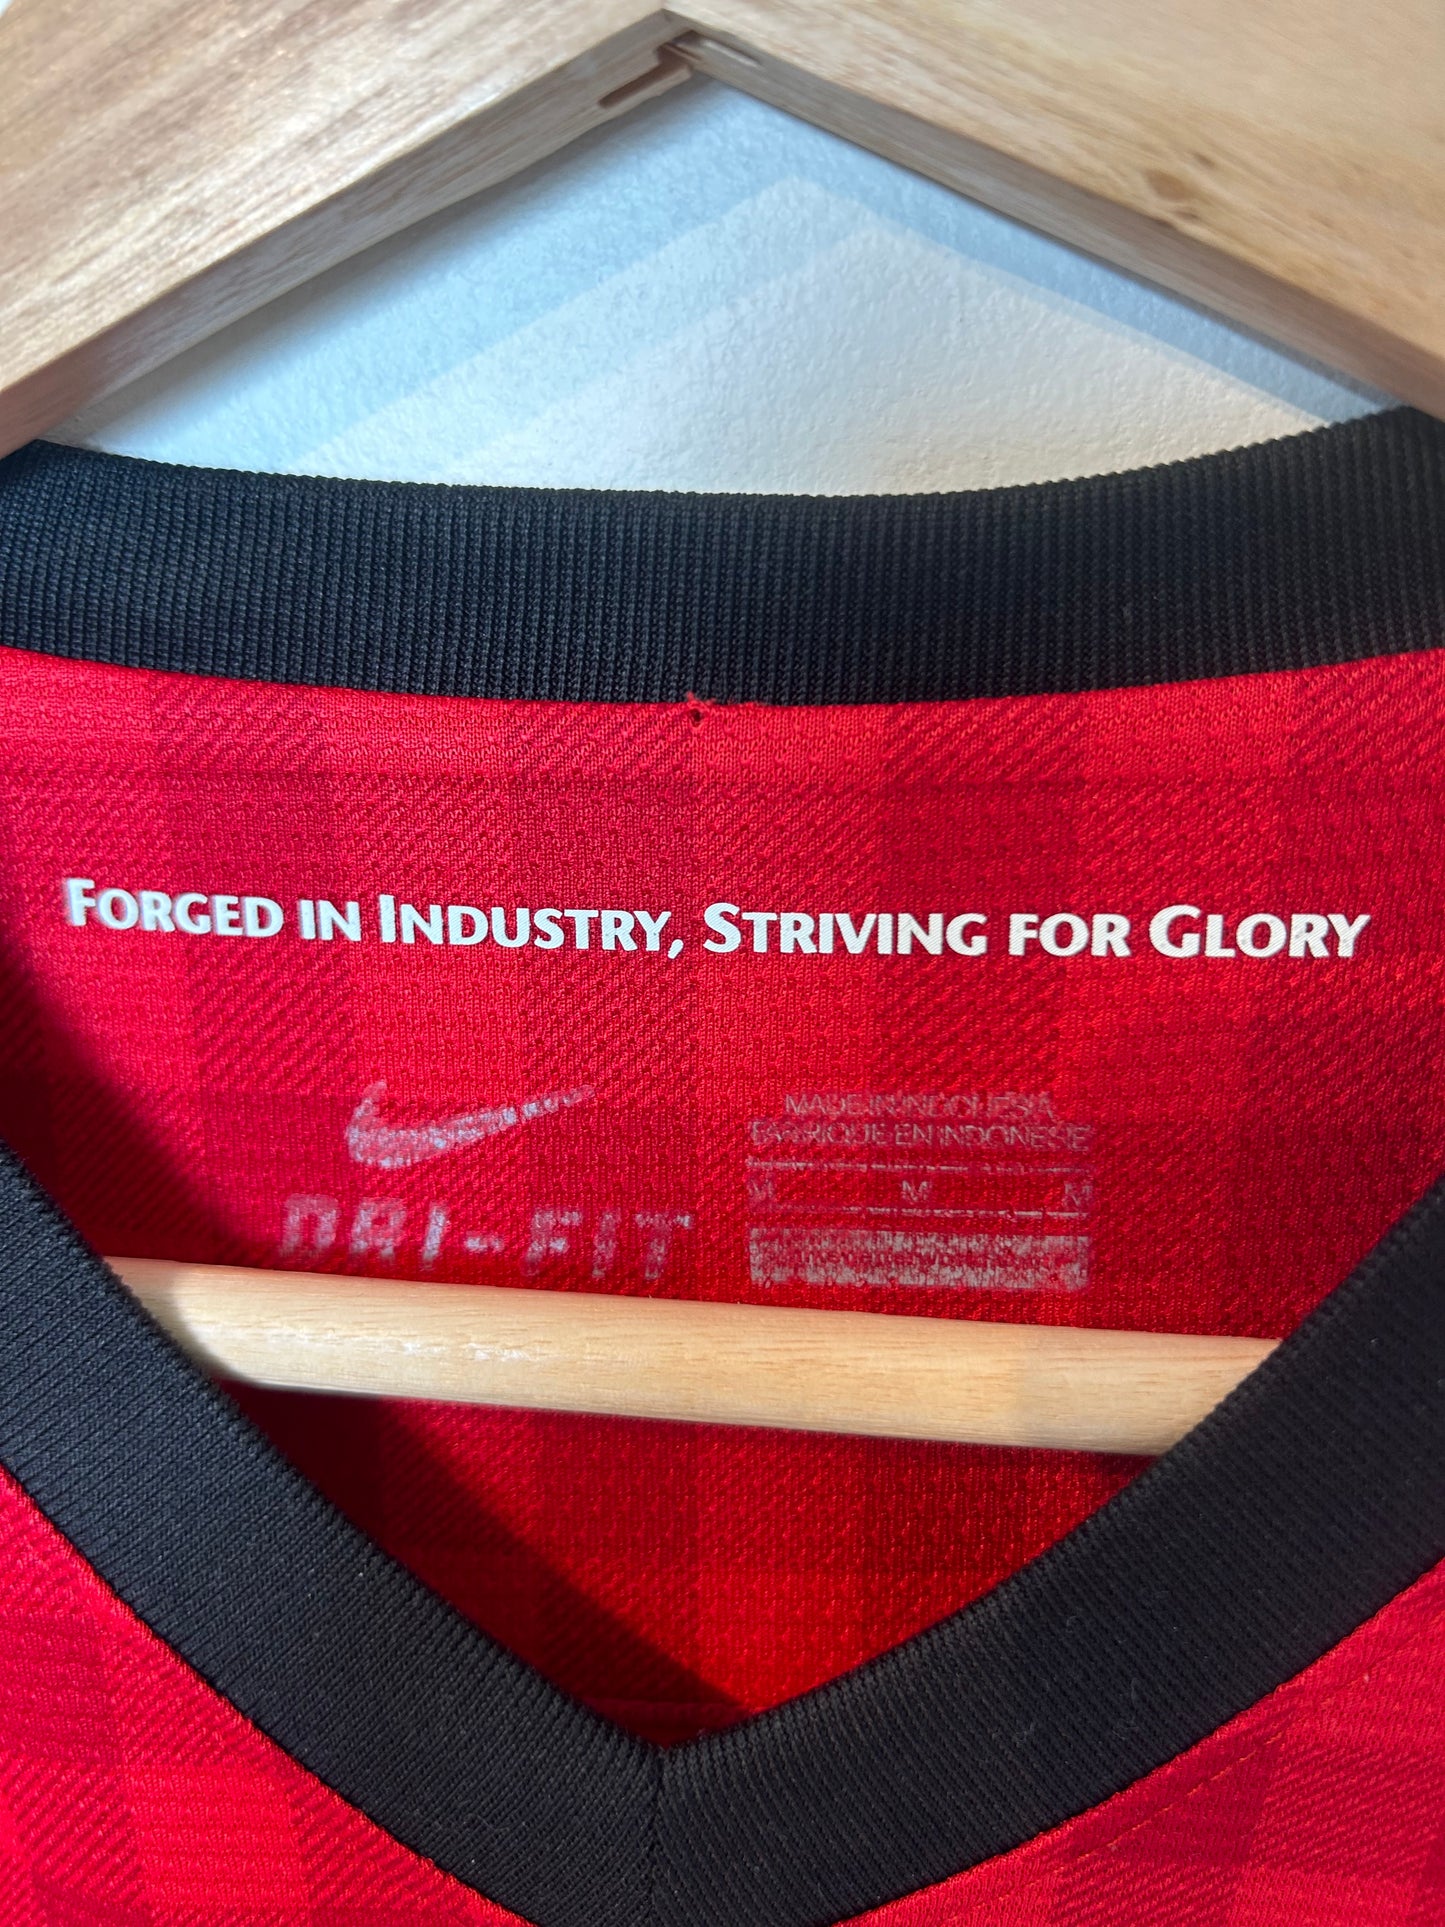 FORGED IN INDUSTRY, STRIVING FOR GLORY
MADE IN INDONESIA
FABRIQUE EN INDONESIE
M M M
DRI-FIT